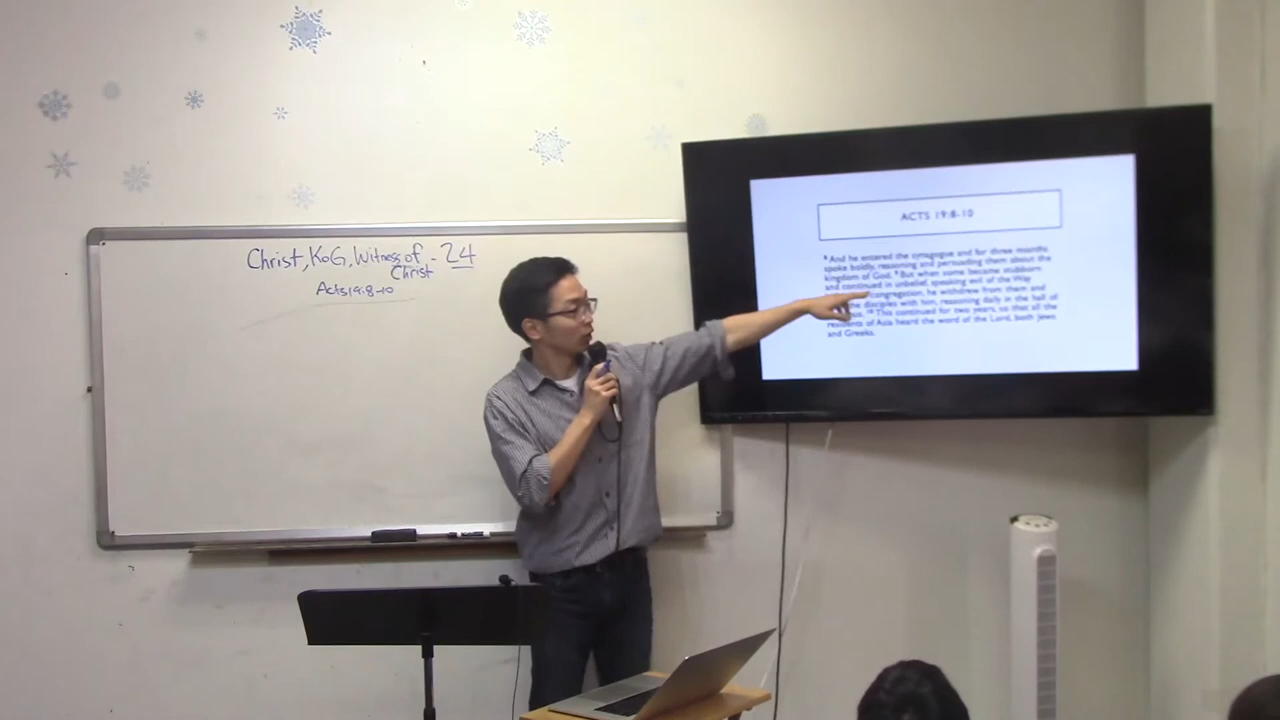 Christ, KoG, Witness of - 24
Christ
Acts 19:8-10
ACTS 19:8-10
8 And he entered the synagogue and for three months
spoke boldly, reasoning and persuading them about the
kingdom of God. 9 But when some became stubborn
and continued in unbelief, speaking evil of the Way
congregation, he withdrew from them and
the disciples with him, reasoning daily in the hall of
10 This continued for two years, so that all the
residents of Asia heard the word of the Lord, both Jews
and Greeks.